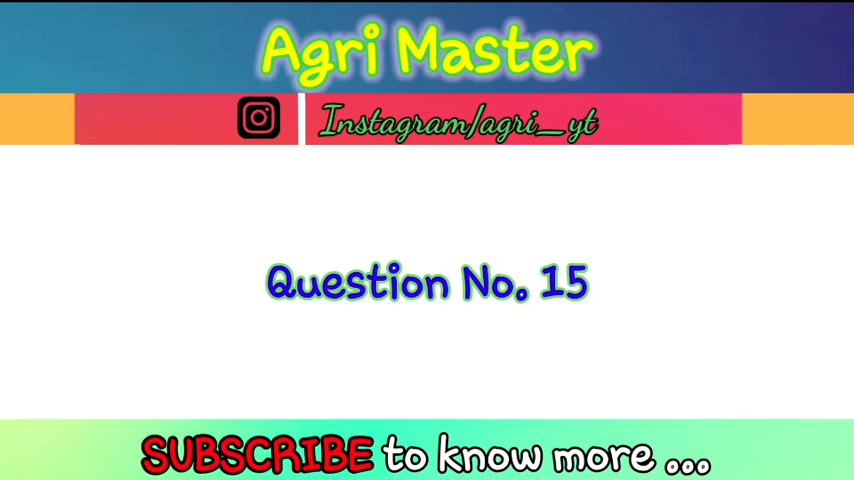 Agri Master
Instagram/agri_yt
Question No. 15
SUBSCRIBE to know more ...